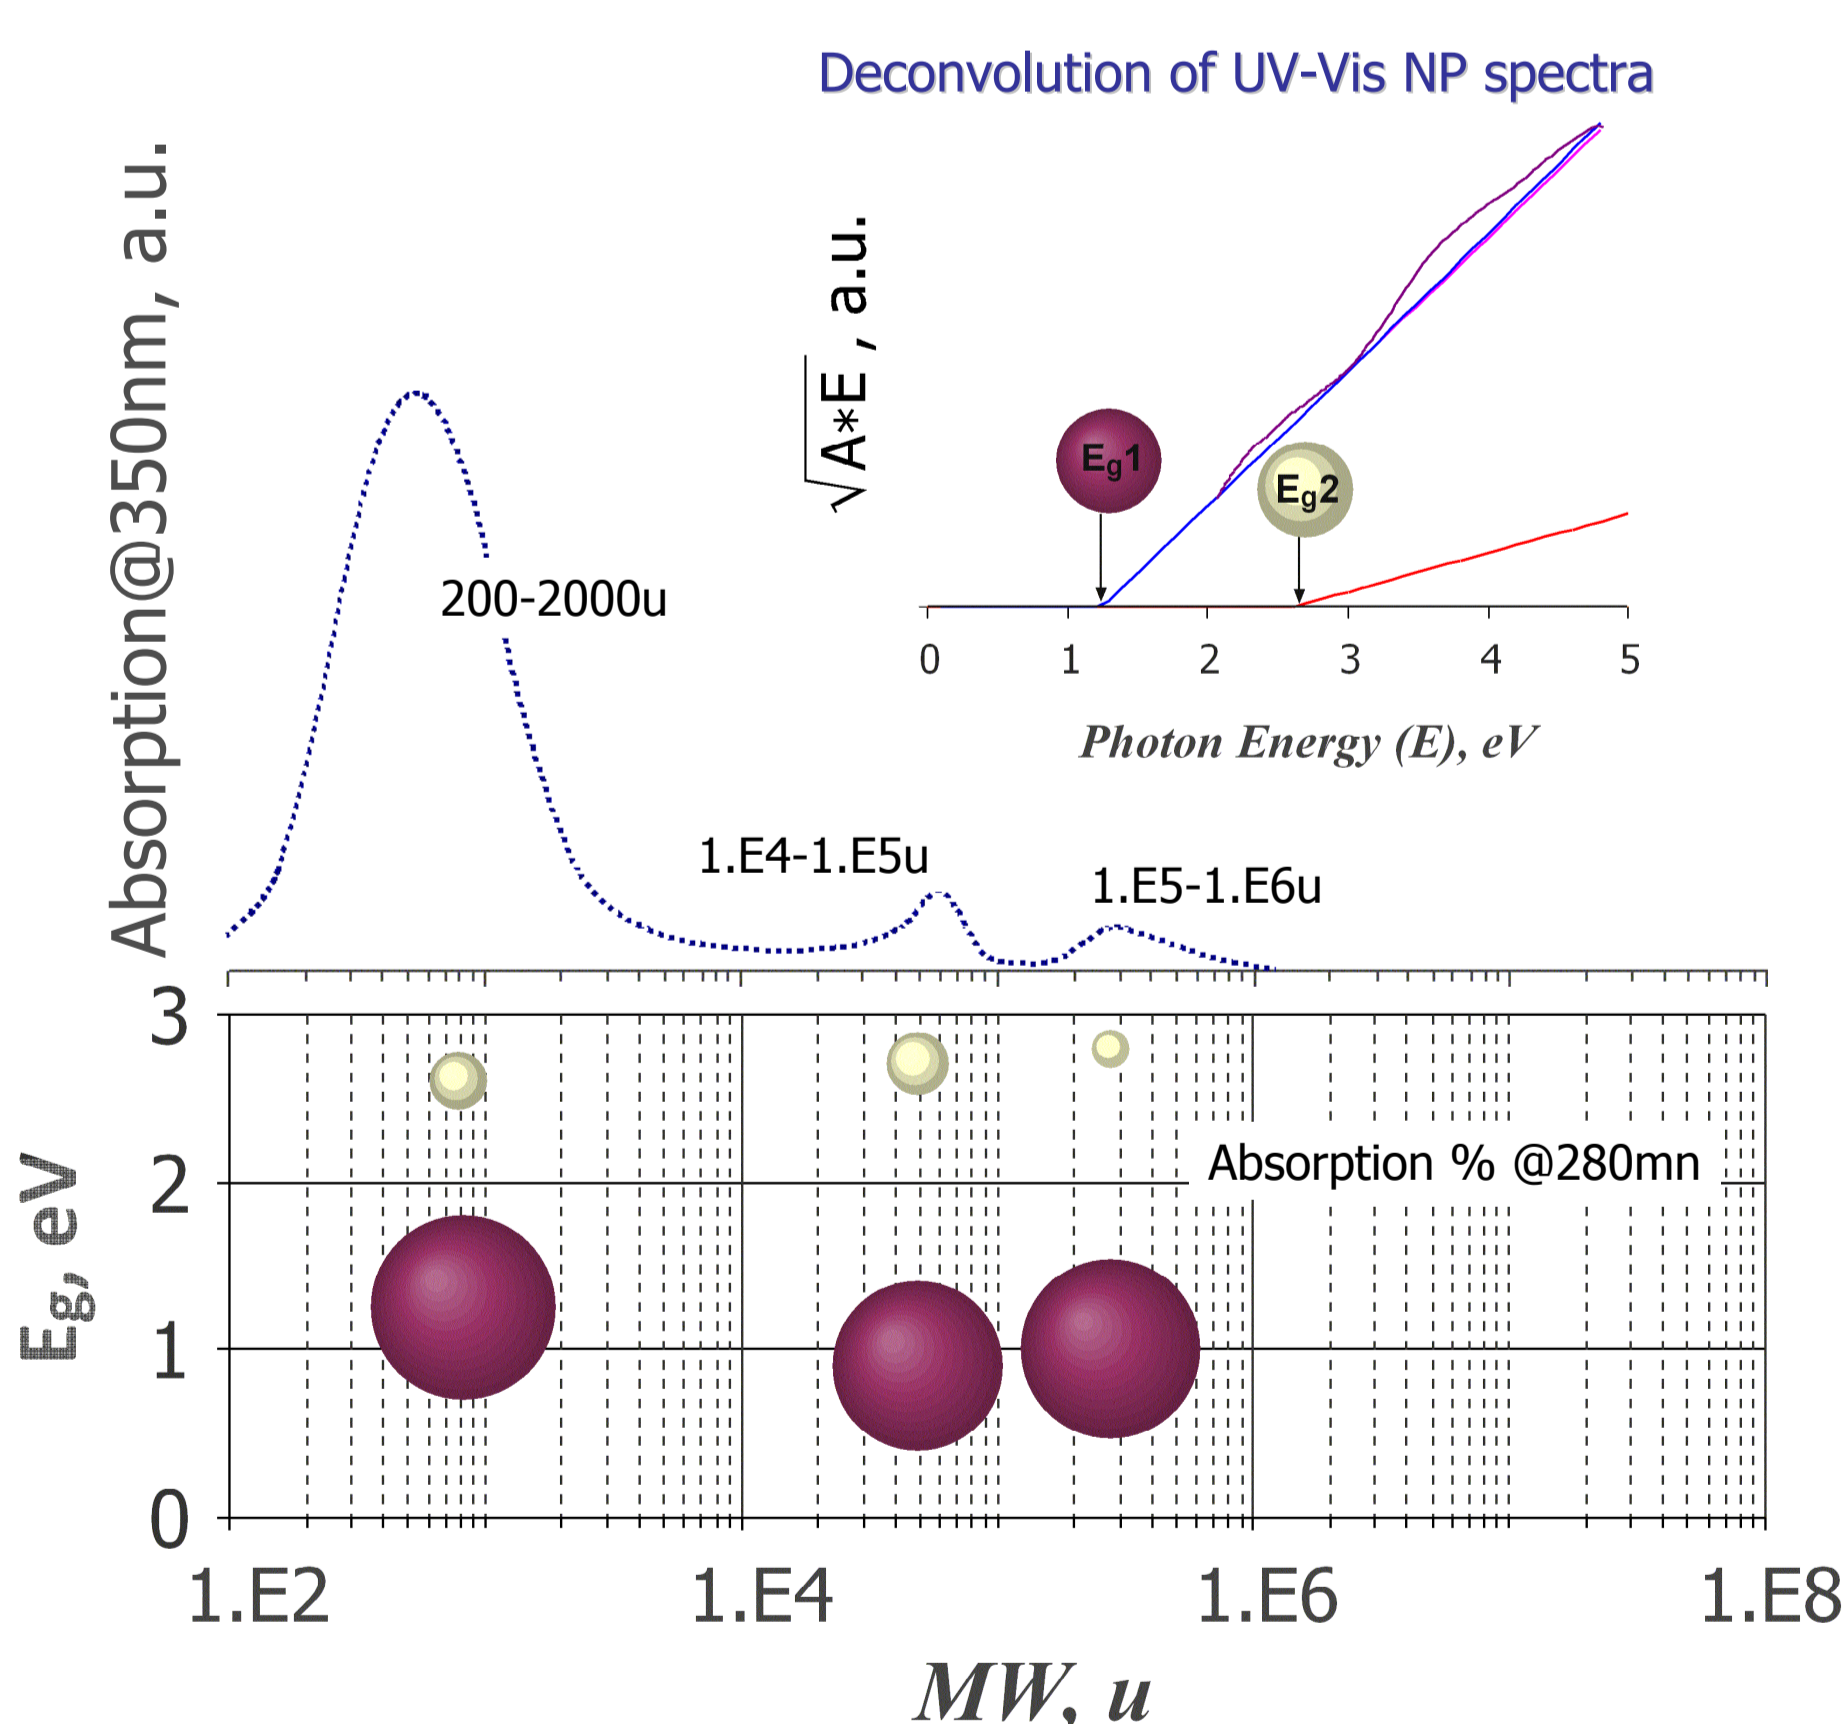 Deconvolution of UV-Vis NP spectra
Absorption@350nm, a.u.
√A*E , a.u.
Eg1
Eg2
0 1 2 3 4 5
Photon Energy (E), eV
200-2000u
1.E4-1.E5u
1.E5-1.E6u
Eg, eV
3
2
1
0
Absorption % @280mn
1.E2 1.E4 1.E6 1.E8
MW, u